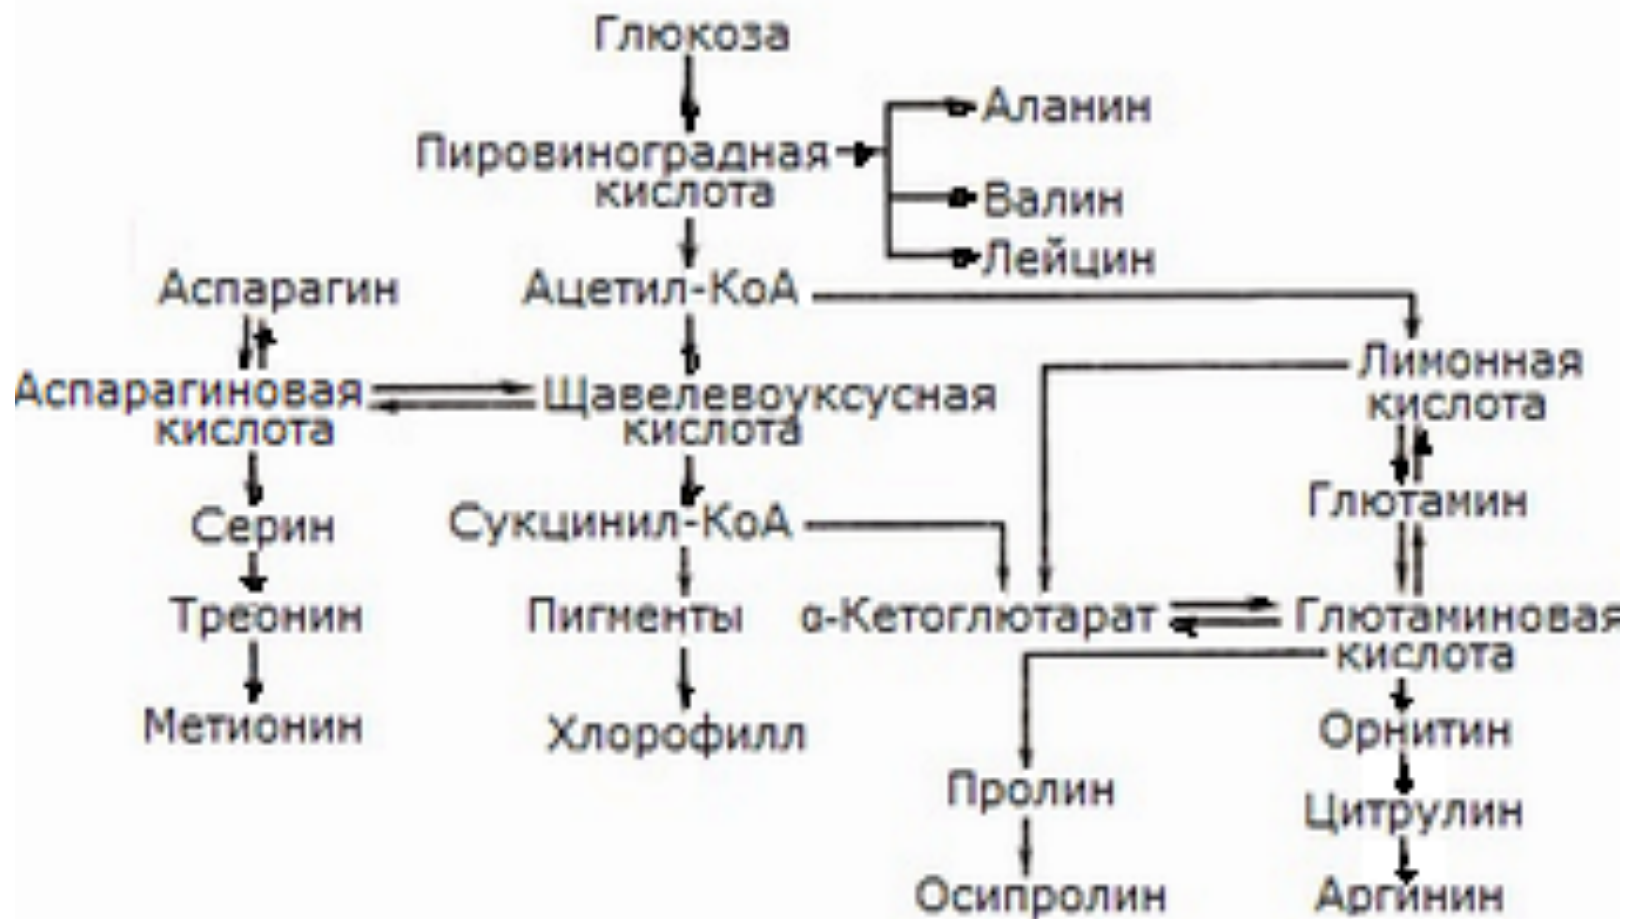 Глюкоза
Аланин
Пировиноградная
кислота
Валин
Лейцин
Аспарагин
Ацетил-КоА
Лимонная
кислота
Аспарагиновая
кислота
Щавелевоуксусная
кислота
Глютамин
Серин
Сукцинил-КоА
Треонин
Пигменты
α-Кетоглютарат
Глютаминовая
кислота
Метионин
Хлорофилл
Орнитин
Пролин
Цитрулин
Осипролин
Аргинин